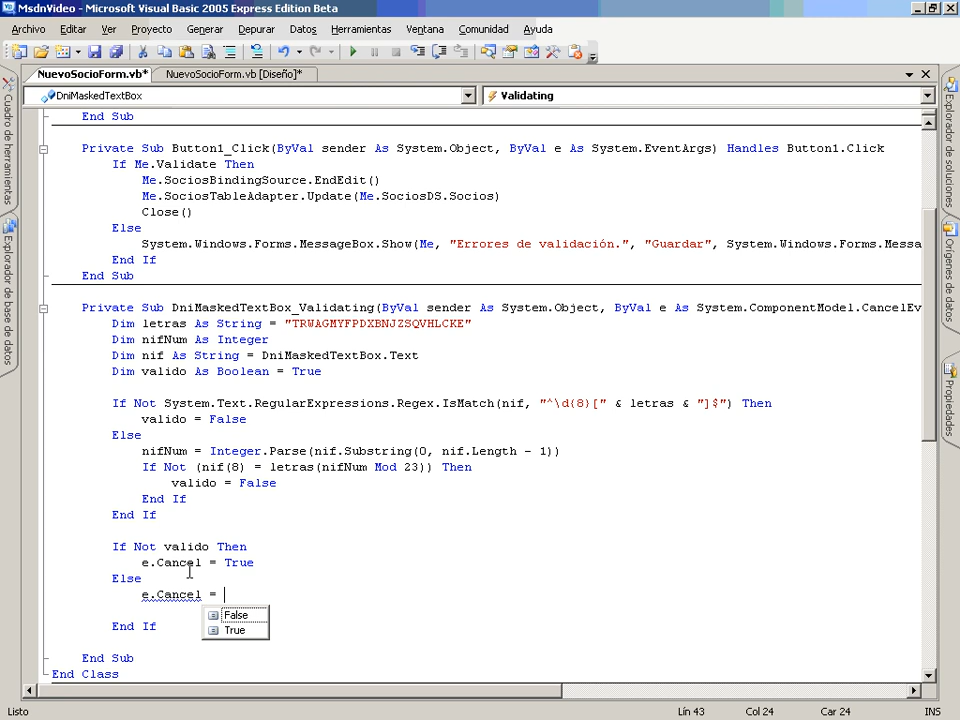 MsdnVideo - Microsoft Visual Basic 2005 Express Edition Beta
Archivo Editar Ver Proyecto Generar Depurar Datos Herramientas Ventana Comunidad Ayuda
NuevoSocioForm.vb* NuevoSocioForm.vb [Diseño]*
DniMaskedTextBox Validating
End Sub
Private Sub Button1_Click(ByVal sender As System.Object, ByVal e As System.EventArgs) Handles Button1.Click
If Me.Validate Then
Me.SociosBindingSource.EndEdit()
Me.SociosTableAdapter.Update(Me.SociosDS.Socios)
Close()
Else
System.Windows.Forms.MessageBox.Show(Me, "Errores de validación.", "Guardar", System.Windows.Forms.Messa
End If
End Sub
Private Sub DniMaskedTextBox_Validating(ByVal sender As System.Object, ByVal e As System.ComponentModel.CancelEv
Dim letras As String = "TRWAGMYFPDXBNJZSQVHLCKE"
Dim nifNum As Integer
Dim nif As String = DniMaskedTextBox.Text
Dim valido As Boolean = True
If Not System.Text.RegularExpressions.Regex.IsMatch(nif, "^\d{8}[" & letras & "]$") Then
valido = False
Else
nifNum = Integer.Parse(nif.Substring(0, nif.Length - 1))
If Not (nif(8) = letras(nifNum Mod 23)) Then
valido = False
End If
End If
If Not valido Then
e.Cancel = True
Else
e.Cancel =
False
True
End If
End Sub
End Class
Cuadro de herramientas
Explorador de base de datos
Explorador de soluciones
Orígenes de datos
Propiedades
Listo Lín 43 Col 24 Car 24 INS